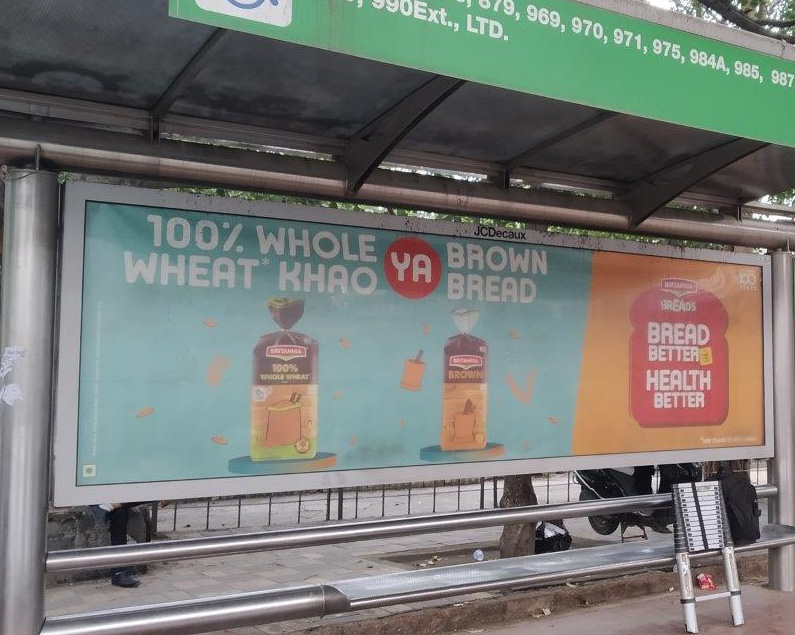 879, 969, 970, 971, 975, 984A, 985, 987
990Ext., LTD.
JCDecaux
100% WHOLE
WHEAT* KHAO
YA
BROWN
BREAD
BRITANNIA
100%
WHOLE WHEAT
BRITANNIA
BROWN
BRITANNIA
BREADS
BREAD
BETTER
HEALTH
BETTER